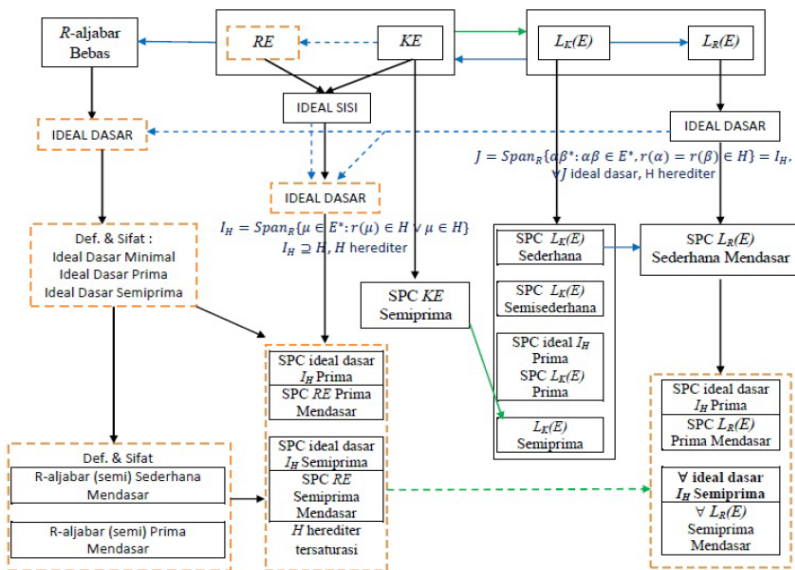 R-aljabar
Bebas
RE
KE
L_K(E)
L_R(E)
IDEAL SISI
IDEAL DASAR
IDEAL DASAR
J = Span_R{αβ*: αβ ∈ E*, r(α) = r(β) ∈ H} = I_H,
∀J ideal dasar, H herediter
IDEAL DASAR
I_H = Span_R{μ ∈ E*: r(μ) ∈ H ∨ μ ∈ H}
I_H ⊇ H, H herediter
Def. & Sifat :
Ideal Dasar Minimal
Ideal Dasar Prima
Ideal Dasar Semiprima
SPC L_K(E)
Sederhana
SPC L_R(E)
Sederhana Mendasar
SPC KE
Semiprima
SPC L_K(E)
Semisederhana
SPC ideal I_H
Prima
SPC L_K(E)
Prima
L_K(E)
Semiprima
SPC ideal dasar
I_H Prima
SPC RE Prima
Mendasar
SPC ideal dasar
I_H Semiprima
SPC RE
Semiprima
Mendasar
H herediter
tersaturasi
SPC ideal dasar
I_H Prima
SPC L_R(E)
Prima Mendasar
∀ ideal dasar
I_H Semiprima
∀ L_R(E)
Semiprima
Mendasar
Def. & Sifat
R-aljabar (semi) Sederhana
Mendasar
R-aljabar (semi) Prima
Mendasar